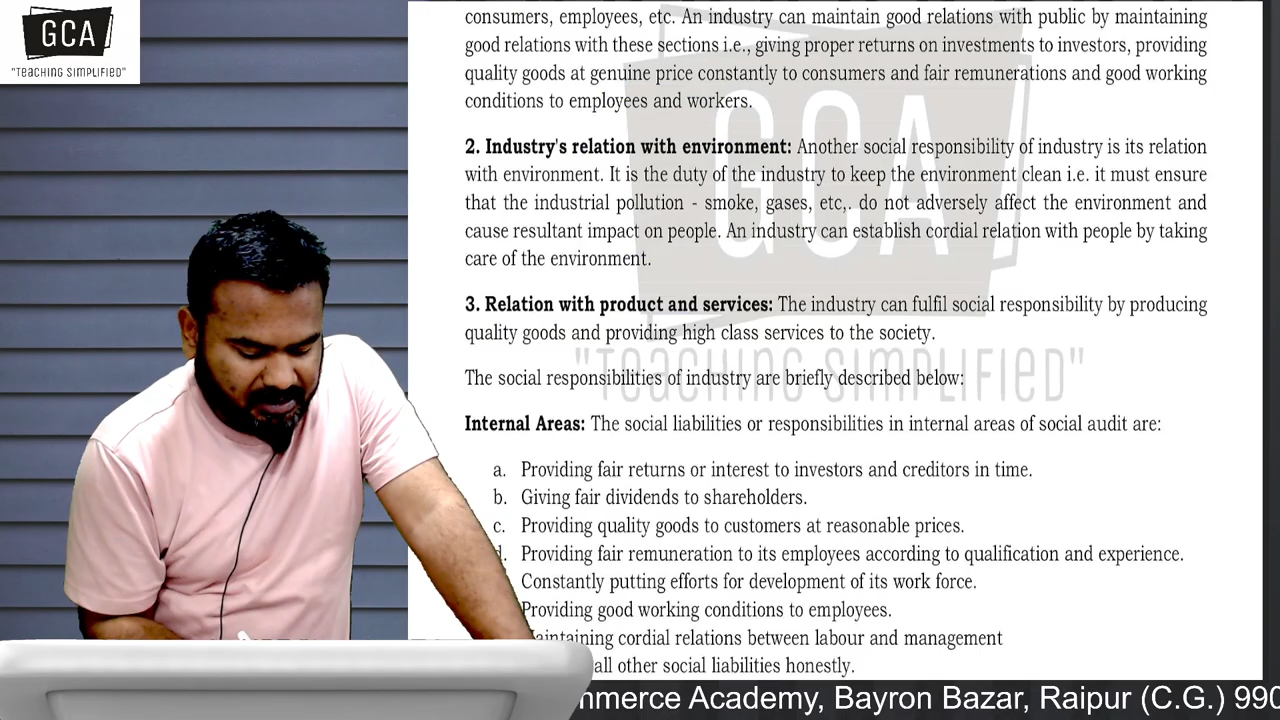 GCA
"TEACHING SIMPLIFIED"
consumers, employees, etc. An industry can maintain good relations with public by maintaining
good relations with these sections i.e., giving proper returns on investments to investors, providing
quality goods at genuine price constantly to consumers and fair remunerations and good working
conditions to employees and workers.
2. Industry's relation with environment: Another social responsibility of industry is its relation
with environment. It is the duty of the industry to keep the environment clean i.e. it must ensure
that the industrial pollution - smoke, gases, etc,. do not adversely affect the environment and
cause resultant impact on people. An industry can establish cordial relation with people by taking
care of the environment.
3. Relation with product and services: The industry can fulfil social responsibility by producing
quality goods and providing high class services to the society.
GCA
"TEACHING SIMPLIFIED"
The social responsibilities of industry are briefly described below:
Internal Areas: The social liabilities or responsibilities in internal areas of social audit are:
a. Providing fair returns or interest to investors and creditors in time.
b. Giving fair dividends to shareholders.
c. Providing quality goods to customers at reasonable prices.
d. Providing fair remuneration to its employees according to qualification and experience.
Constantly putting efforts for development of its work force.
Providing good working conditions to employees.
aintaining cordial relations between labour and management
all other social liabilities honestly.
mmerce Academy, Bayron Bazar, Raipur (C.G.) 990